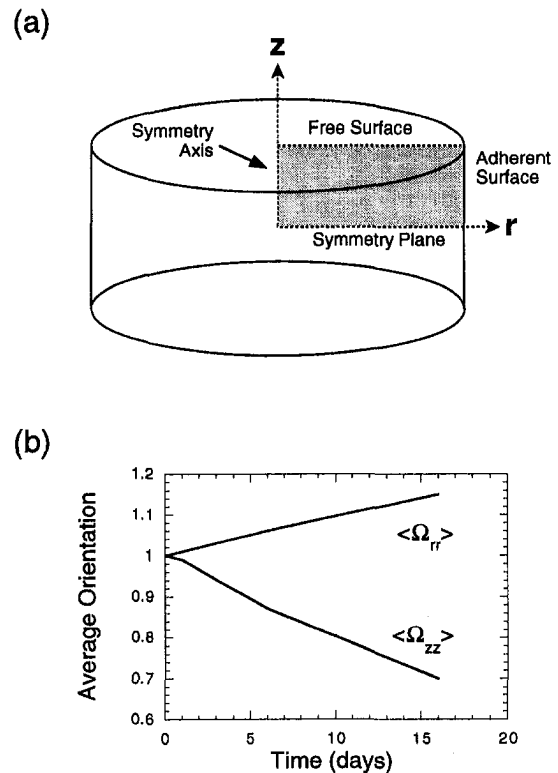 (a)
z
Symmetry
Axis
Free Surface
Adherent
Surface
r
Symmetry Plane
(b)
Average Orientation
1.2
1.1
1
0.9
0.8
0.7
0.6
<Ω_rr>
<Ω_zz>
0 5 10 15 20
Time (days)